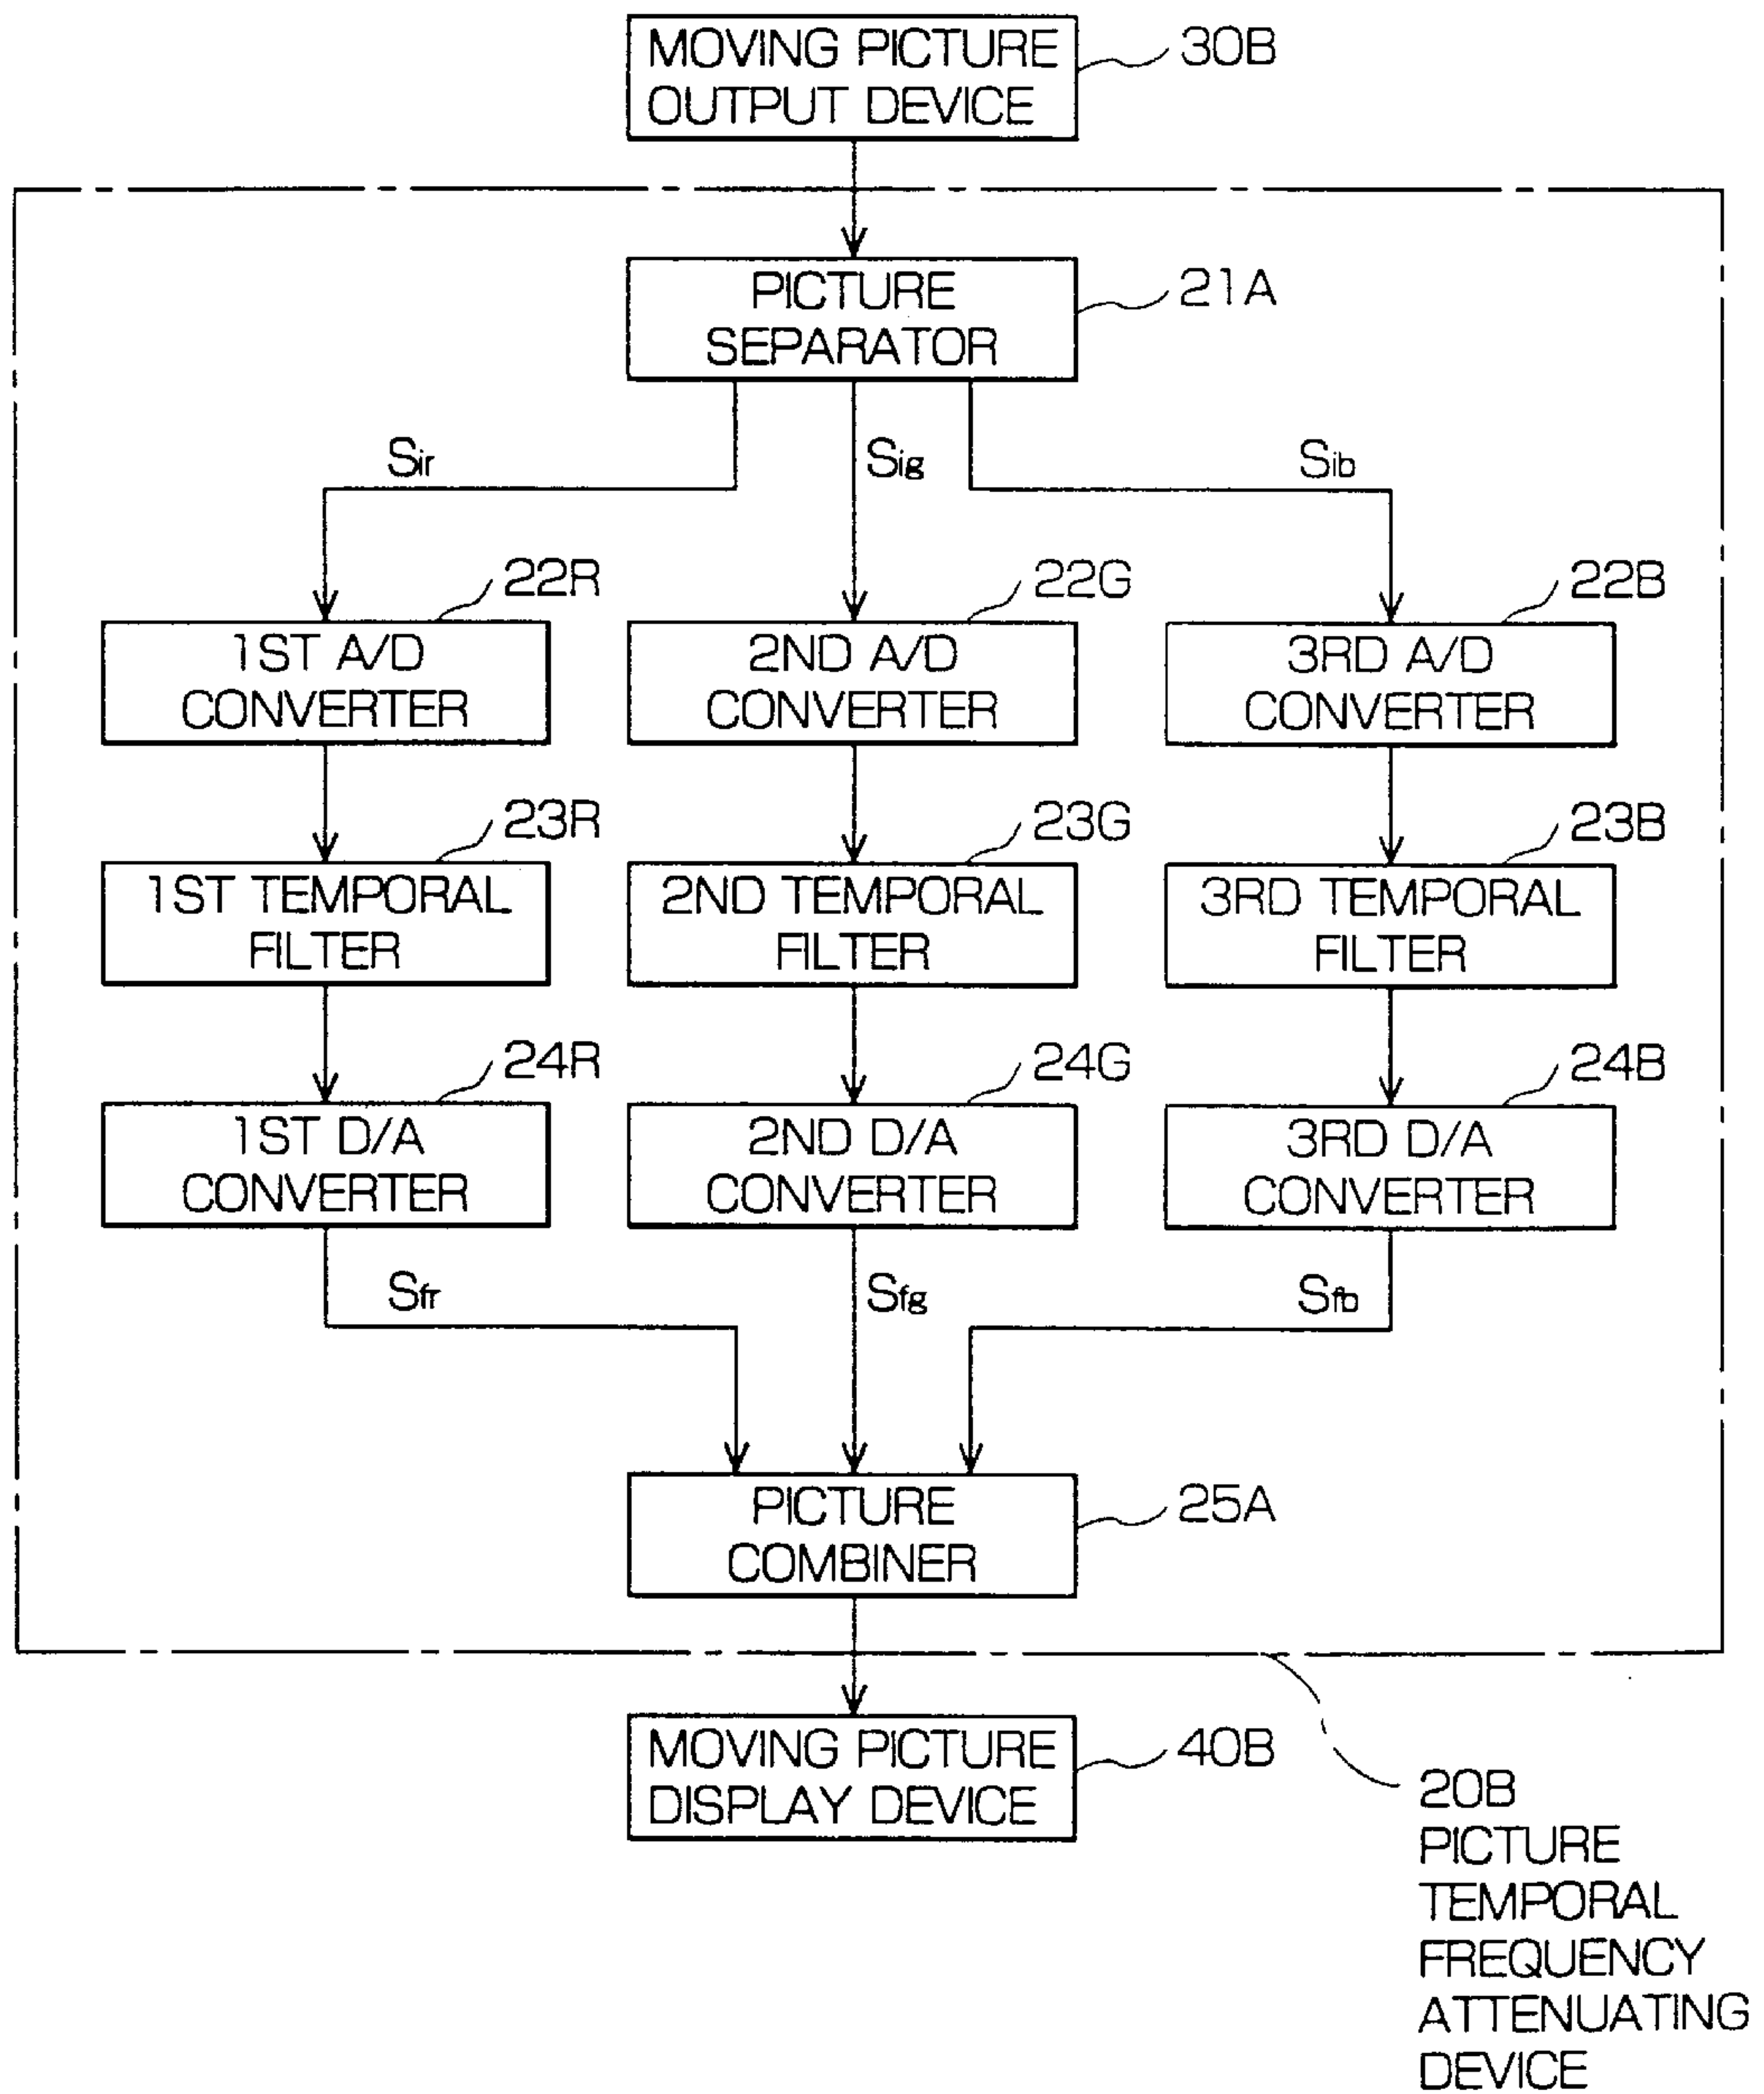 MOVING PICTURE
OUTPUT DEVICE
30B
PICTURE
SEPARATOR
21A
Sir
Sig
Sib
22R
22G
22B
1ST A/D
CONVERTER
2ND A/D
CONVERTER
3RD A/D
CONVERTER
23R
23G
23B
1ST TEMPORAL
FILTER
2ND TEMPORAL
FILTER
3RD TEMPORAL
FILTER
24R
24G
24B
1ST D/A
CONVERTER
2ND D/A
CONVERTER
3RD D/A
CONVERTER
Sfr
Sfg
Sfb
PICTURE
COMBINER
25A
MOVING PICTURE
DISPLAY DEVICE
40B
20B
PICTURE
TEMPORAL
FREQUENCY
ATTENUATING
DEVICE